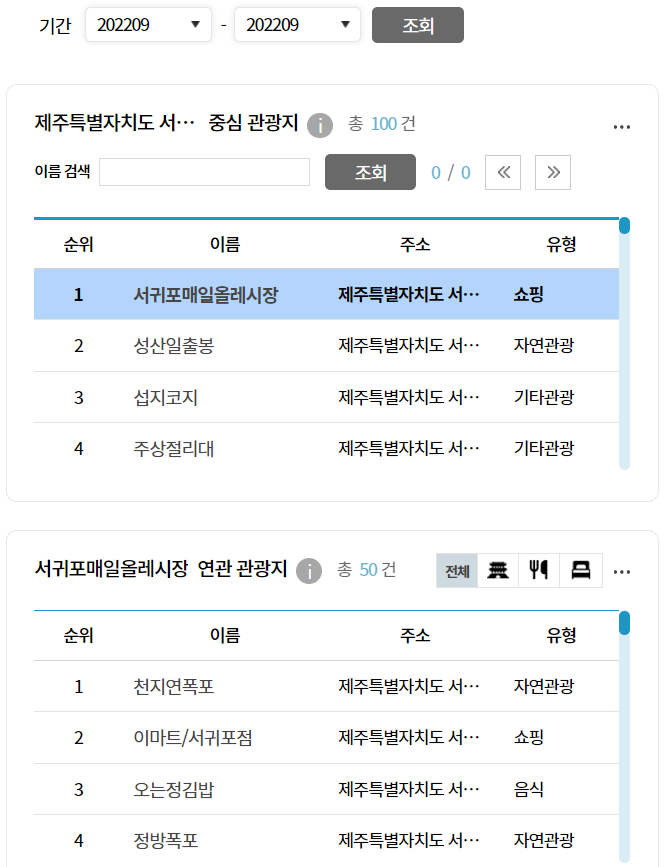 기간 202209 - 202209 조회
제주특별자치도 서… 중심 관광지 i 총 100 건 ...
이름 검색 조회 0 / 0 « »
순위 이름 주소 유형
1 서귀포매일올레시장 제주특별자치도 서… 쇼핑
2 성산일출봉 제주특별자치도 서… 자연관광
3 섭지코지 제주특별자치도 서… 기타관광
4 주상절리대 제주특별자치도 서… 기타관광
서귀포매일올레시장 연관 관광지 i 총 50 건 전체 ...
순위 이름 주소 유형
1 천지연폭포 제주특별자치도 서… 자연관광
2 이마트/서귀포점 제주특별자치도 서… 쇼핑
3 오는정김밥 제주특별자치도 서… 음식
4 정방폭포 제주특별자치도 서… 자연관광